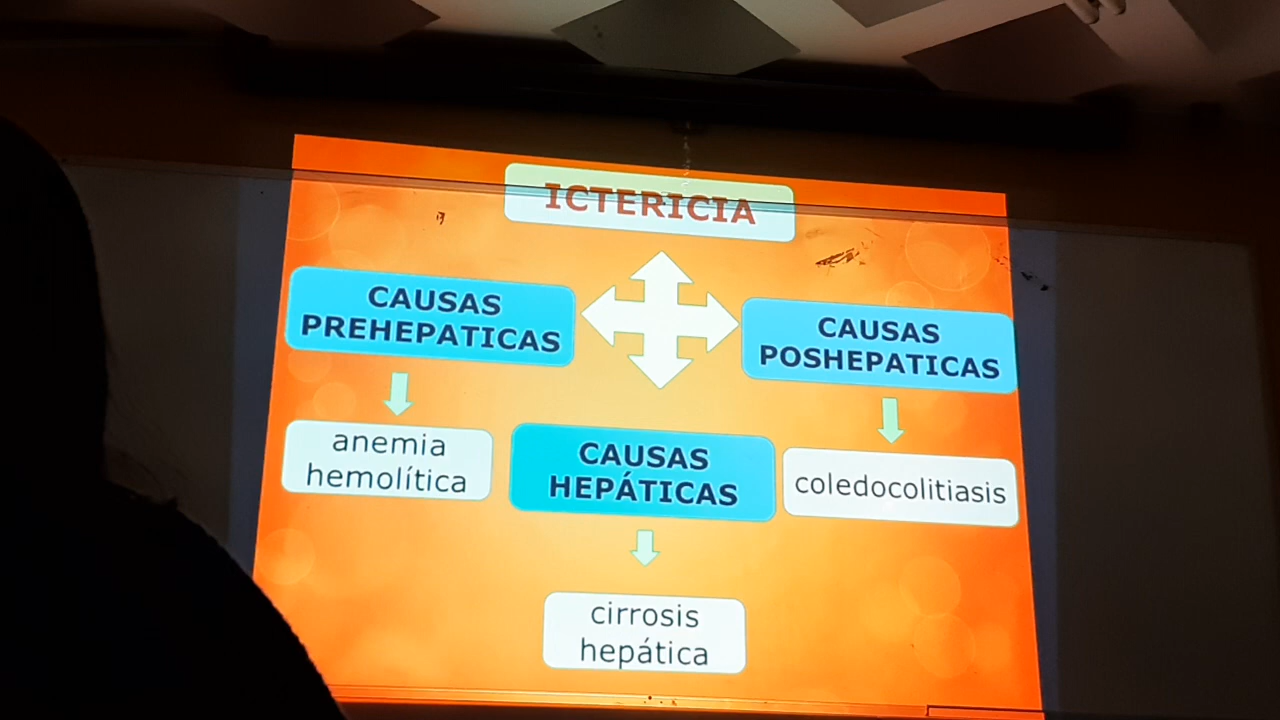 ICTERICIA
CAUSAS
PREHEPATICAS
anemia
hemolítica
CAUSAS
HEPÁTICAS
cirrosis
hepática
CAUSAS
POSHEPATICAS
coledocolitiasis